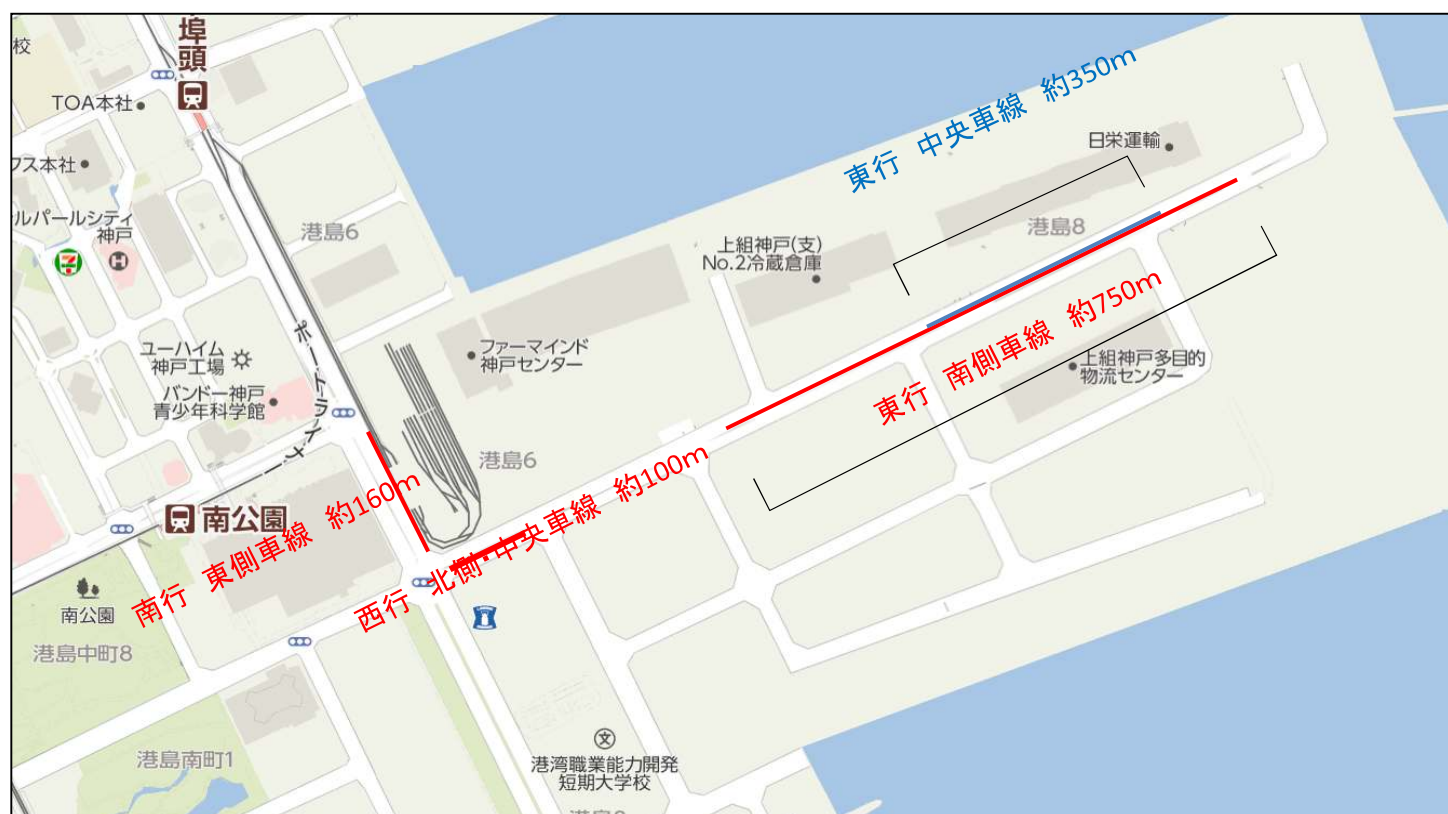 校
埠頭
TOA本社
クス本社
ールパールシティ
神戸
7
H
港島6
ポートライナー
ユーハイム
神戸工場
バンドー神戸
青少年科学館
ファーマインド
神戸センター
上組神戸(支)
No.2冷蔵倉庫
日栄運輸
港島8
東行 中央車線 約350m
東行 南側車線 約750m
上組神戸多目的
物流センター
港島6
西行 北側・中央車線 約100m
南行 東側車線 約160m
南公園
南公園
港島中町8
港島南町1
文
港湾職業能力開発
短期大学校